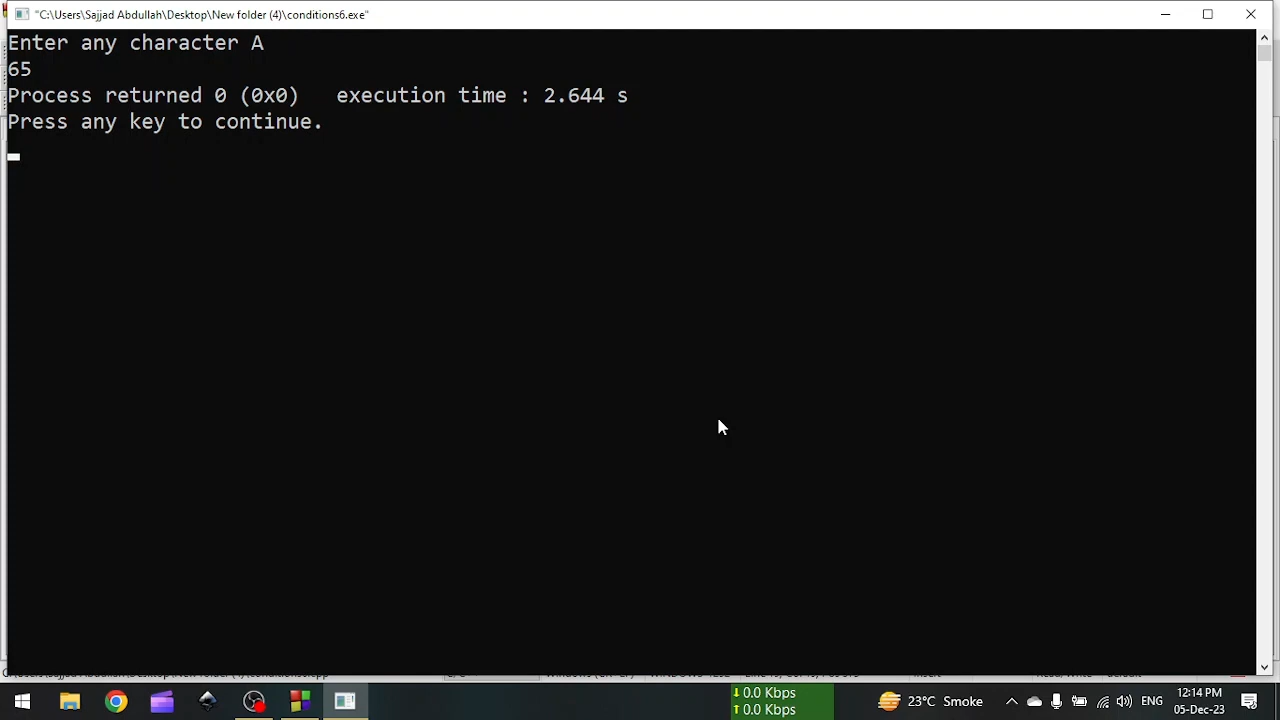 "C:\Users\Sajjad Abdullah\Desktop\New folder (4)\conditions6.exe"
Enter any character A
65
Process returned 0 (0x0)   execution time : 2.644 s
Press any key to continue.
↓ 0.0 Kbps
↑ 0.0 Kbps
23°C Smoke
ENG
12:14 PM
05-Dec-23